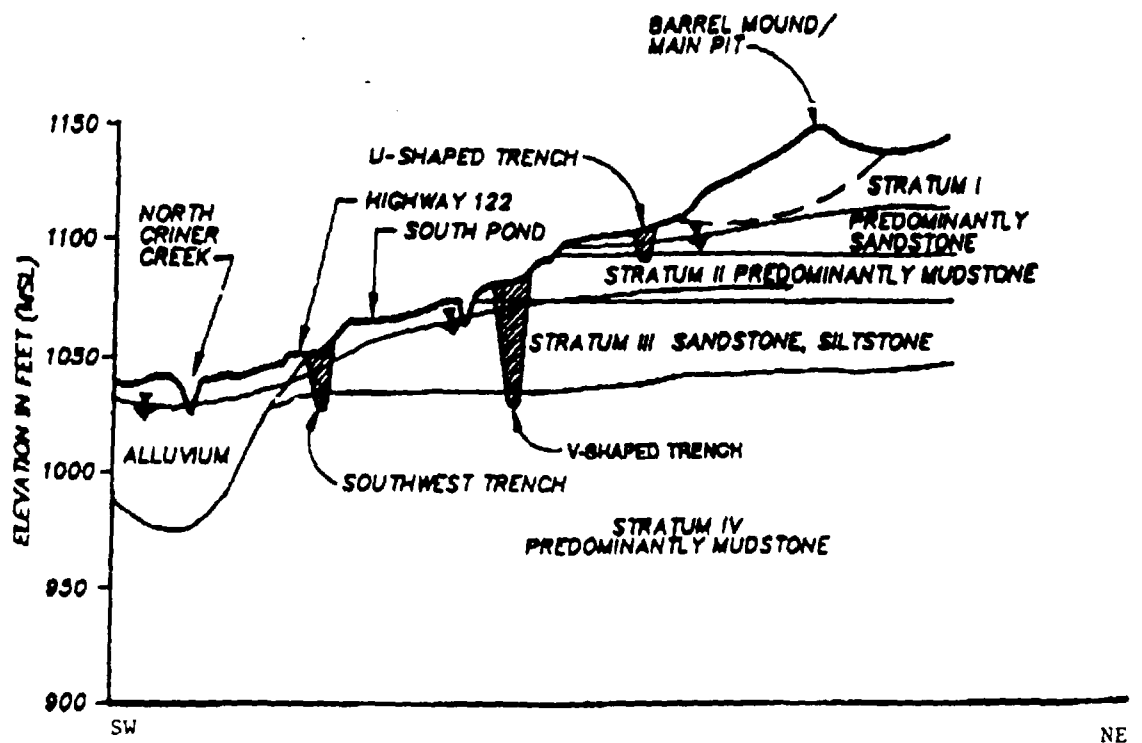 BARREL MOUND/
MAIN PIT
1150
U-SHAPED TRENCH
STRATUM I
HIGHWAY 122
NORTH
CRINER
CREEK
SOUTH POND
PREDOMINANTLY
SANDSTONE
1100
STRATUM II PREDOMINANTLY MUDSTONE
ELEVATION IN FEET (MSL)
1050
STRATUM III SANDSTONE, SILTSTONE
ALLUVIUM
V-SHAPED TRENCH
1000
SOUTHWEST TRENCH
STRATUM IV
PREDOMINANTLY MUDSTONE
950
900
SW
NE